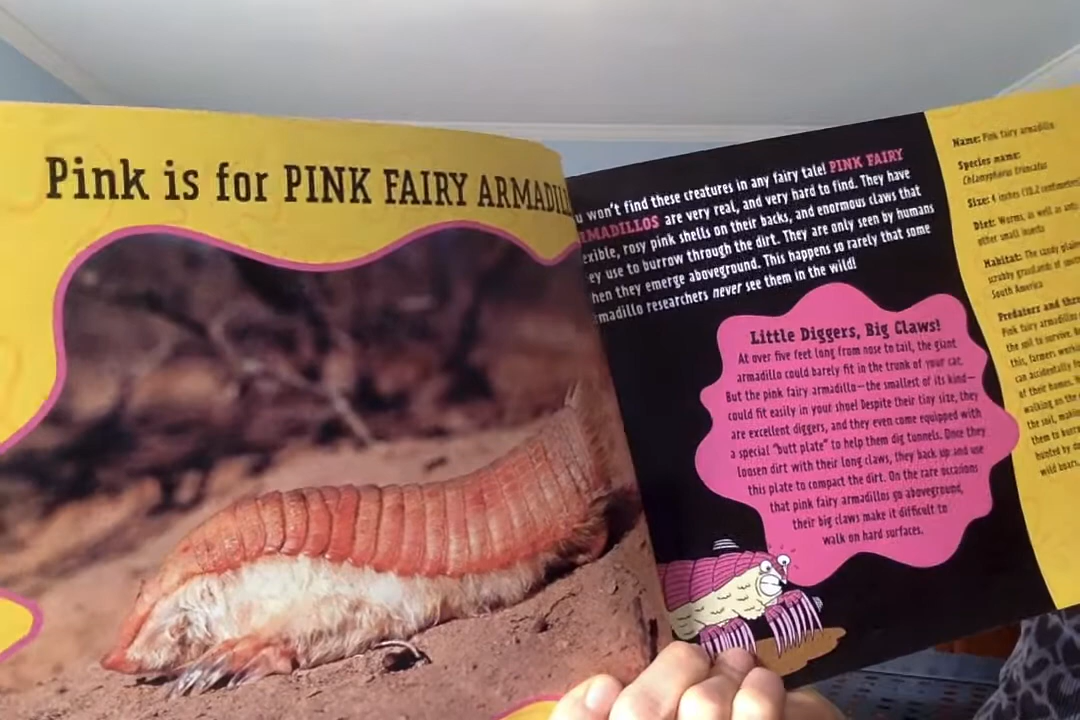 Pink is for PINK FAIRY ARMADILL
u won't find these creatures in any fairy tale! PINK FAIRY
RMADILLOS are very real, and very hard to find. They have
exible, rosy pink shells on their backs, and enormous claws that
ey use to burrow through the dirt. They are only seen by humans
hen they emerge aboveground. This happens so rarely that some
rmadillo researchers never see them in the wild!
Little Diggers, Big Claws!
At over five feet long from nose to tail, the giant
armadillo could barely fit in the trunk of your car.
But the pink fairy armadillo—the smallest of its kind—
could fit easily in your shoe! Despite their tiny size, they
are excellent diggers, and they even come equipped with
a special "butt plate" to help them dig tunnels. Once they
loosen dirt with their long claws, they back up and use
this plate to compact the dirt. On the rare occasions
that pink fairy armadillos go aboveground,
their big claws make it difficult to
walk on hard surfaces.
Name: Pink fairy armadillo
Species name:
Chlamyphorus truncatus
Size: 4 inches (10.2 centimeters)
Diet: Worms, as well as ants
other small insects
Habitat: The sandy plains
scrubby grasslands of
South America
Predators and
Pink fairy armadillos
the soil to survive.
this, farmers
can accidentally
of their homes.
walking on the
the soil, making
them to
hunted by
wild boars